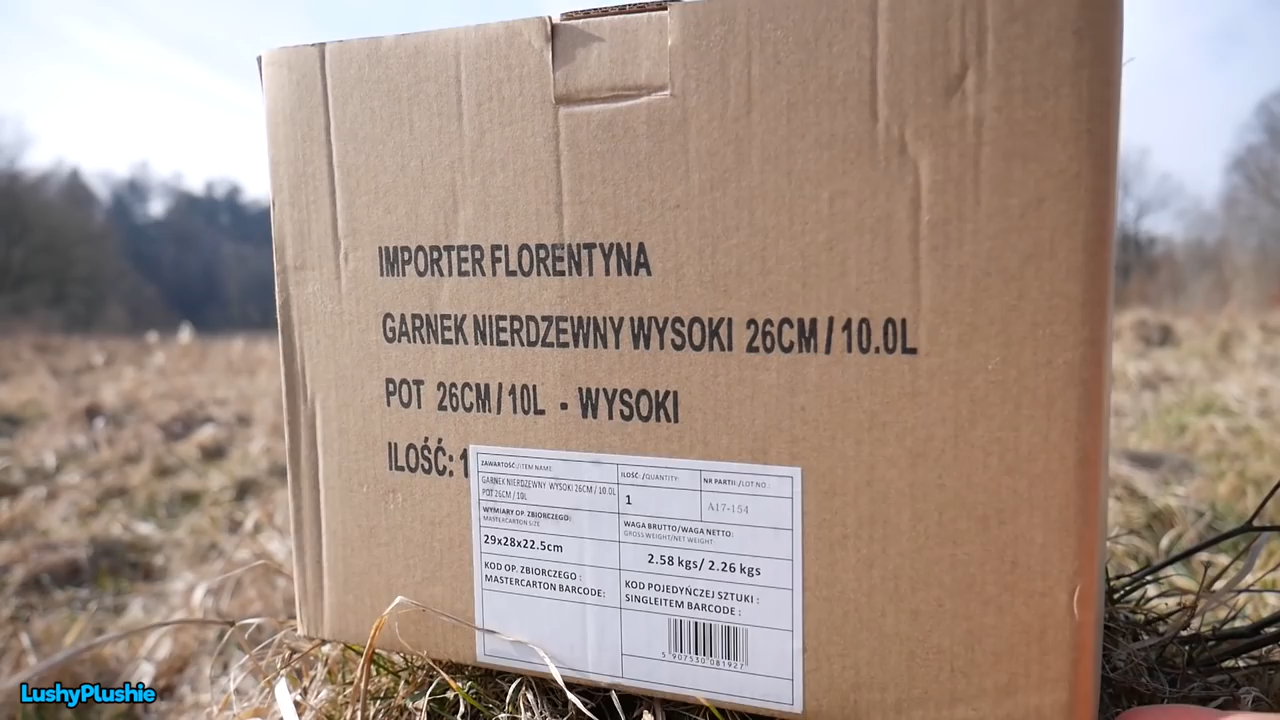 IMPORTER FLORENTYNA
GARNEK NIERDZEWNY WYSOKI 26CM / 10.0L
POT 26CM / 10L - WYSOKI
ILOŚĆ: 1
ZAWARTOŚĆ:/ITEM NAME:
GARNEK NIERDZEWNY WYSOKI 26CM / 10.0L
POT 26CM / 10L
ILOŚĆ: /QUANTITY:
1
NR PARTII:/LOT NO.:
A17-154
WYMIARY OP. ZBIORCZEGO:
MASTERCARTON SIZE
29x28x22.5cm
WAGA BRUTTO/WAGA NETTO:
GROSS WEIGHT/NET WEIGHT:
2.58 kgs/ 2.26 kgs
KOD OP. ZBIORCZEGO :
MASTERCARTON BARCODE:
KOD POJEDYŃCZEJ SZTUKI :
SINGLEITEM BARCODE :
5 907530 081927
LushyPlushie